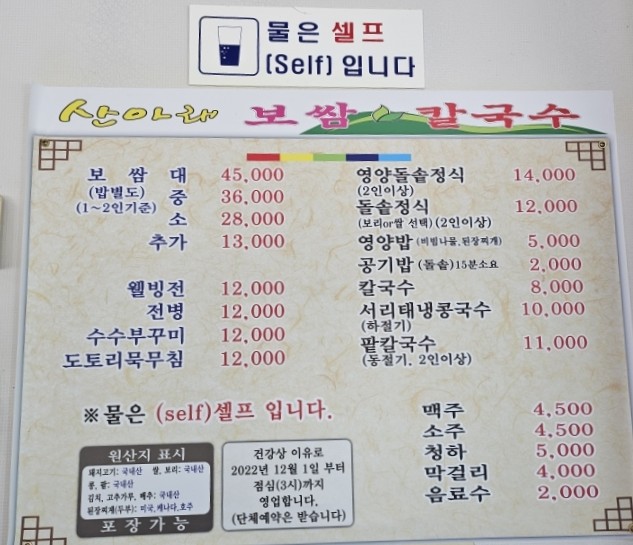 물은 셀프
(Self) 입니다
산아래 보쌈 칼국수
보 쌈 대 45,000
(밥별도) 중 36,000
(1~2인기준) 소 28,000
추가 13,000
웰빙전 12,000
전병 12,000
수수부꾸미 12,000
도토리묵무침 12,000
영양돌솥정식 14,000
(2인이상)
돌솥정식 12,000
(보리or쌀 선택)(2인이상)
영양밥 (비빔나물,된장찌개) 5,000
공기밥 (돌솥)15분소요 2,000
칼국수 8,000
서리태냉콩국수 10,000
(하절기)
팥칼국수 11,000
(동절기, 2인이상)
※물은 (self)셀프 입니다.
맥주 4,500
소주 4,500
청하 5,000
막걸리 4,000
음료수 2,000
원산지 표시
돼지고기: 국내산 쌀, 보리: 국내산
콩, 팥: 국내산
김치, 고추가루, 배추: 국내산
된장찌개(두부): 미국,캐나다,호주
포장가능
건강상 이유로
2022년 12월 1일 부터
점심(3시)까지
영업합니다.
(단체예약은 받습니다)